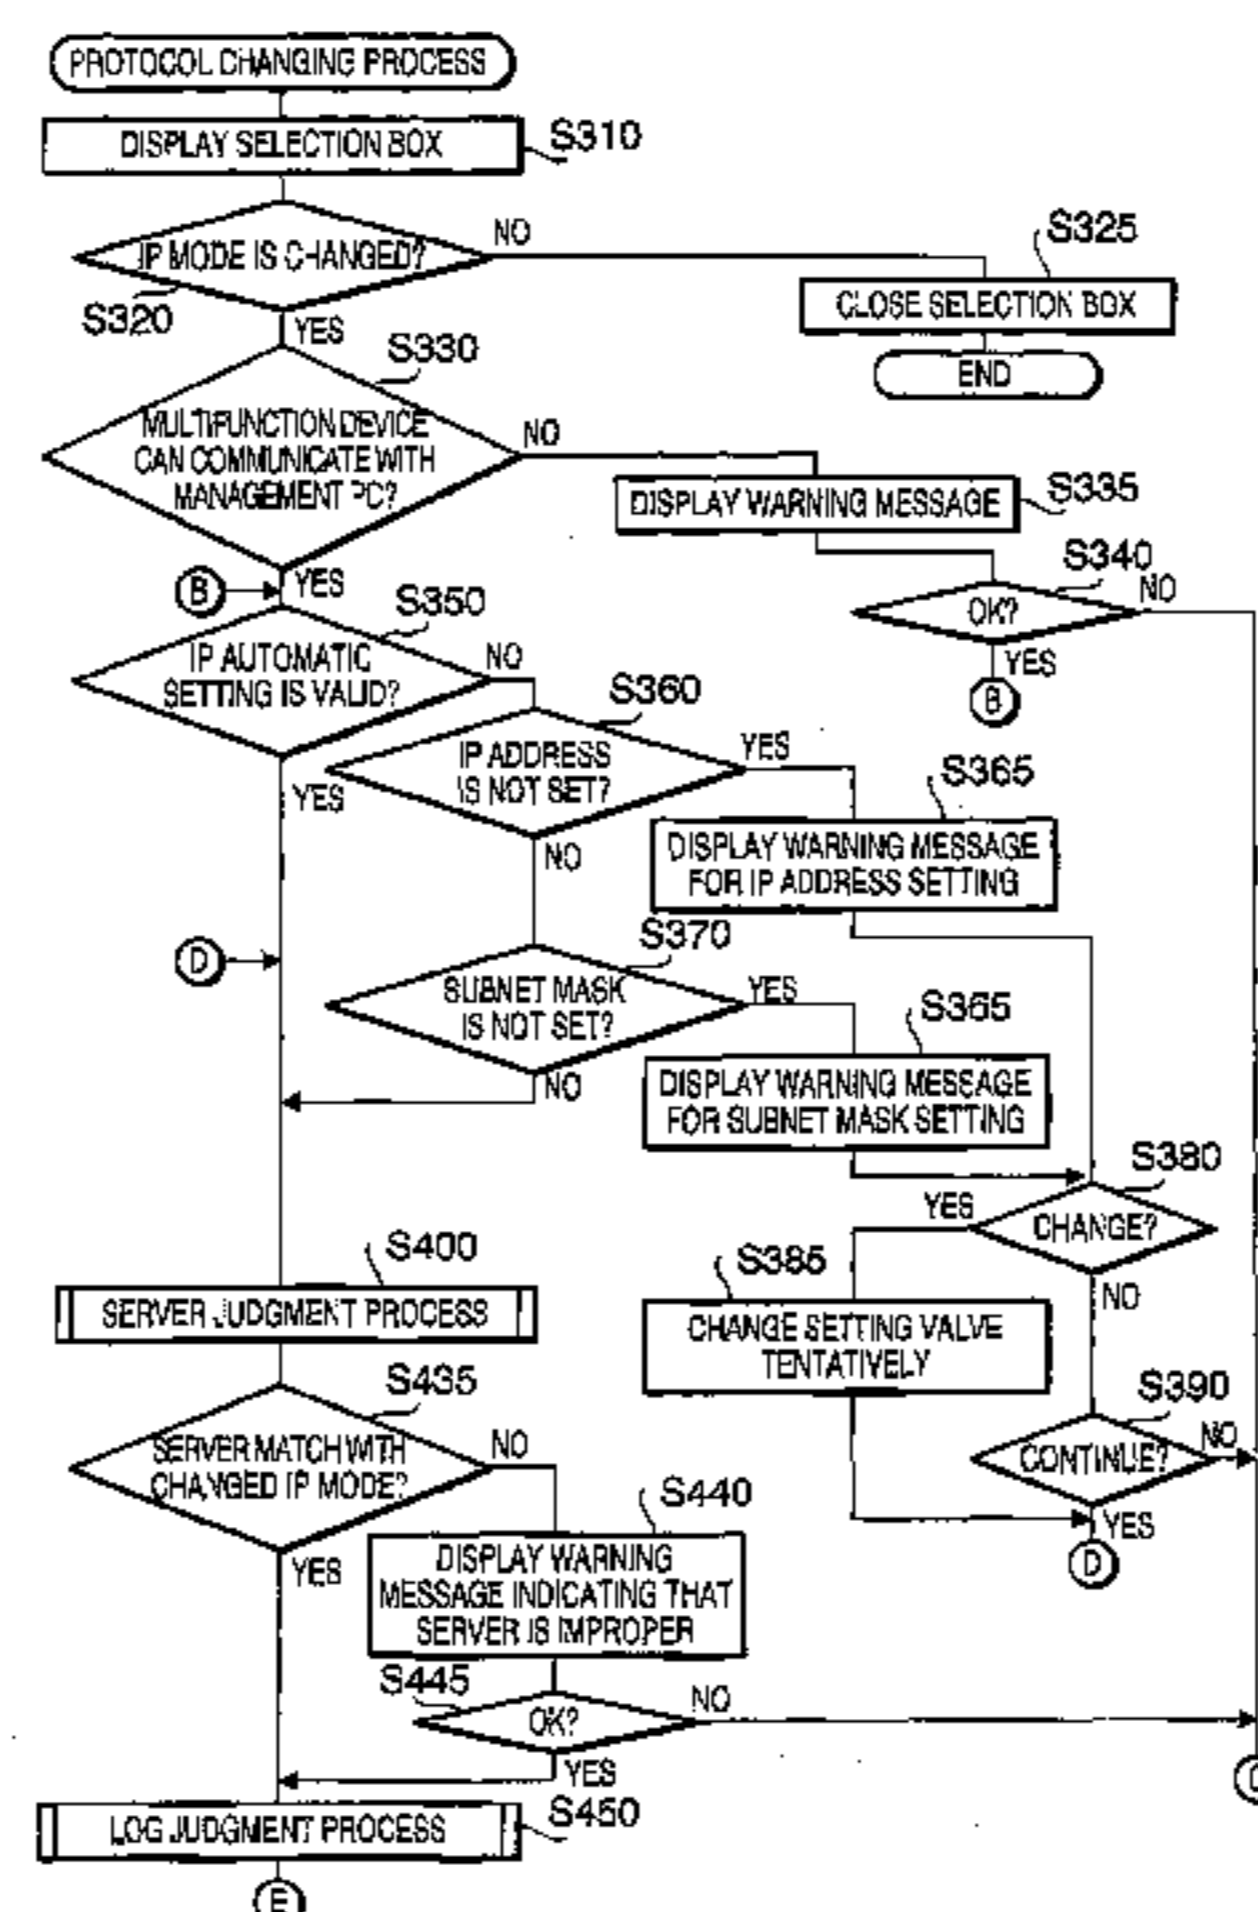 PROTOCOL CHANGING PROCESS
DISPLAY SELECTION BOX
S310
IP MODE IS CHANGED?
NO
S320
YES
S325
CLOSE SELECTION BOX
END
S330
MULTIFUNCTION DEVICE
CAN COMMUNICATE WITH
MANAGEMENT PC?
NO
YES
DISPLAY WARNING MESSAGE
S335
S340
OK?
NO
YES
B
B
S350
IP AUTOMATIC
SETTING IS VALID?
NO
YES
S360
IP ADDRESS
IS NOT SET?
YES
NO
S365
DISPLAY WARNING MESSAGE
FOR IP ADDRESS SETTING
D
S370
SUBNET MASK
IS NOT SET?
YES
NO
S365
DISPLAY WARNING MESSAGE
FOR SUBNET MASK SETTING
S380
CHANGE?
YES
NO
S385
CHANGE SETTING VALVE
TENTATIVELY
S390
CONTINUE?
NO
YES
D
S400
SERVER JUDGMENT PROCESS
S435
SERVER MATCH WITH
CHANGED IP MODE?
NO
YES
S440
DISPLAY WARNING
MESSAGE INDICATING THAT
SERVER IS IMPROPER
S445
OK?
NO
YES
LOG JUDGMENT PROCESS
S450
E